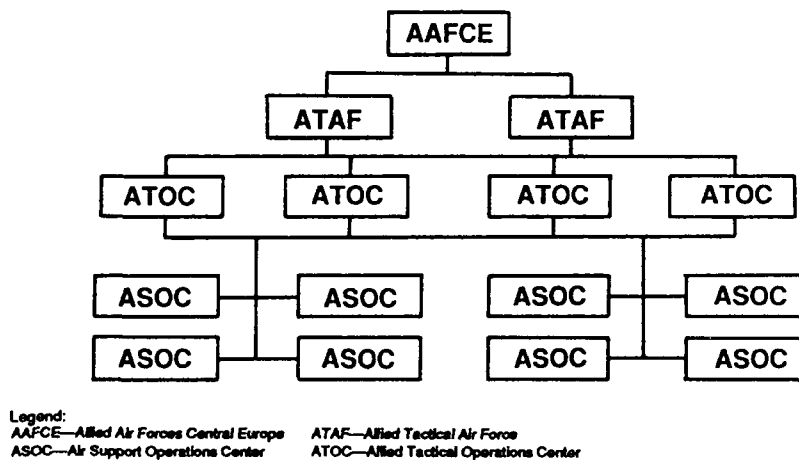 AAFCE
ATAF ATAF
ATOC ATOC ATOC ATOC
ASOC ASOC ASOC ASOC
ASOC ASOC ASOC ASOC
Legend:
AAFCE—Allied Air Forces Central Europe ATAF—Allied Tactical Air Force
ASOC—Air Support Operations Center ATOC—Allied Tactical Operations Center